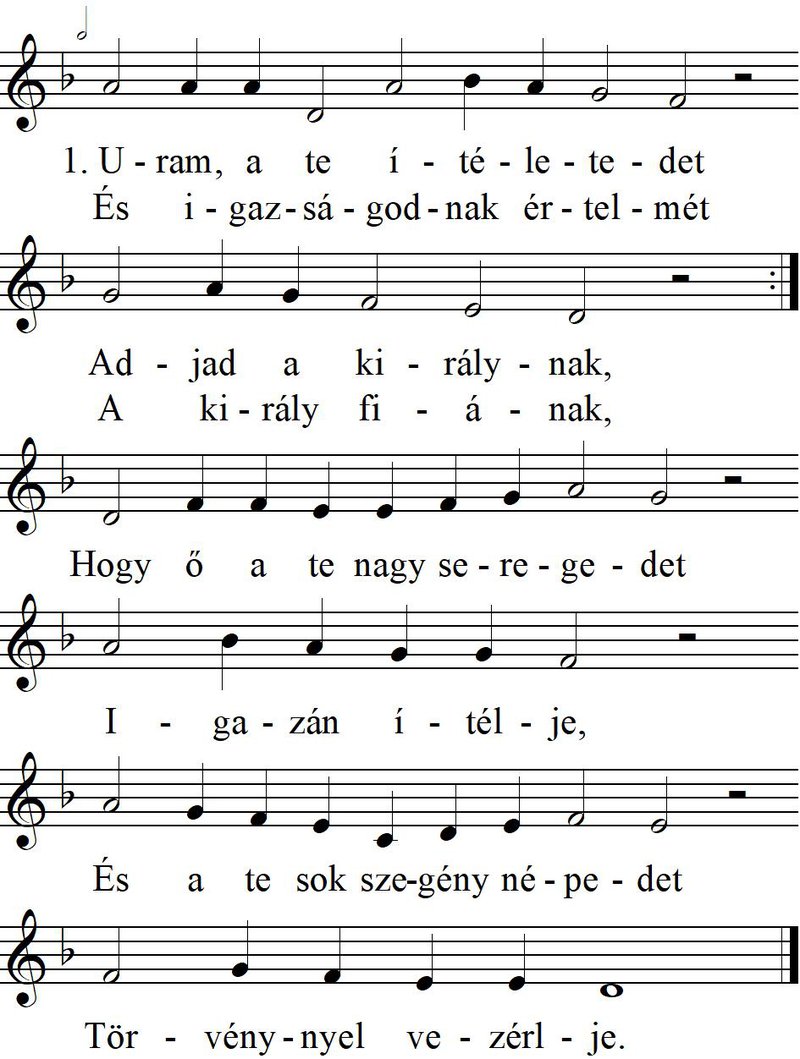 1. U - ram, a te í - té - le - te - det
És i - gaz - sá - god - nak ér - tel - mét
Ad - jad a ki - rály - nak,
A ki - rály fi - á - nak,
Hogy ő a te nagy se - re - ge - det
I - ga - zán í - tél - je,
És a te sok sze - gény né - pe - det
Tör - vény - nyel ve - zérl - je.